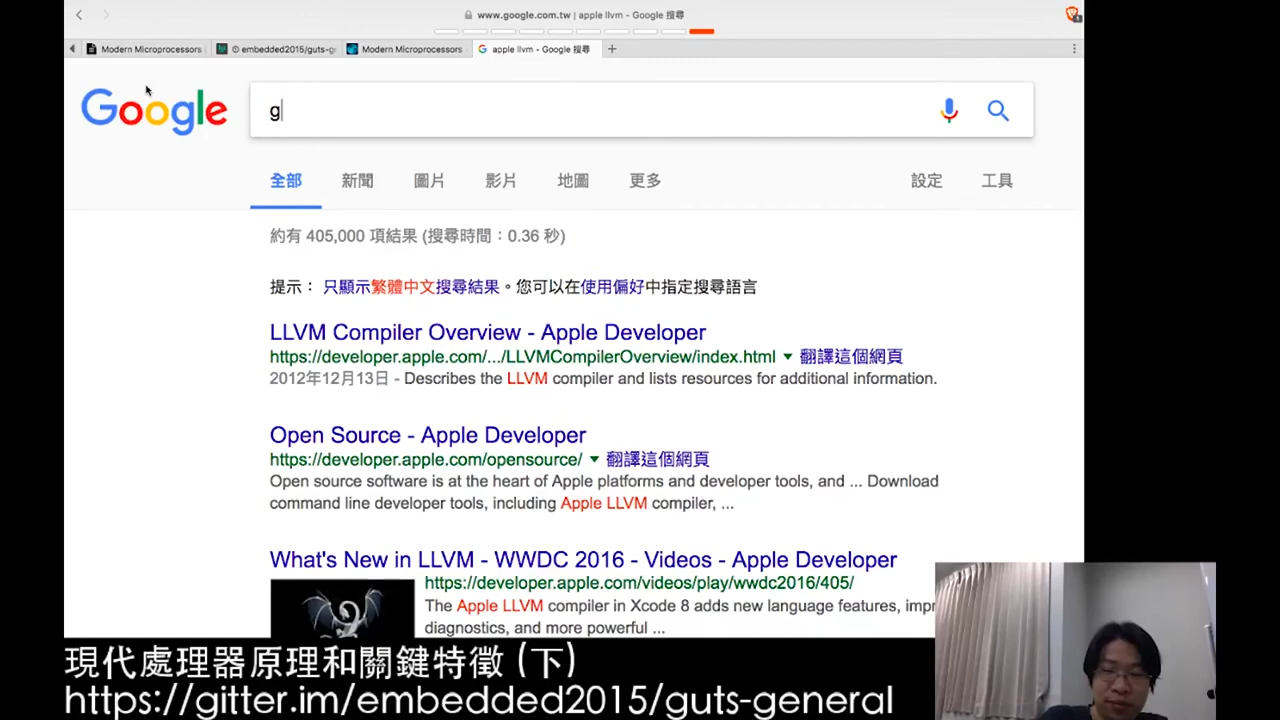 www.google.com.tw | apple llvm - Google 搜尋
Modern Microprocessors
embedded2015/guts-g
Modern Microprocessors
apple llvm - Google 搜尋
Google
g
全部 新聞 圖片 影片 地圖 更多 設定 工具
約有 405,000 項結果 (搜尋時間：0.36 秒)
提示： 只顯示繁體中文搜尋結果。您可以在使用偏好中指定搜尋語言
LLVM Compiler Overview - Apple Developer
https://developer.apple.com/.../LLVMCompilerOverview/index.html 翻譯這個網頁
2012年12月13日 - Describes the LLVM compiler and lists resources for additional information.
Open Source - Apple Developer
https://developer.apple.com/opensource/ 翻譯這個網頁
Open source software is at the heart of Apple platforms and developer tools, and ... Download
command line developer tools, including Apple LLVM compiler, ...
What's New in LLVM - WWDC 2016 - Videos - Apple Developer
https://developer.apple.com/videos/play/wwdc2016/405/
The Apple LLVM compiler in Xcode 8 adds new language features, impr
diagnostics, and more powerful ...
現代處理器原理和關鍵特徵 (下)
https://gitter.im/embedded2015/guts-general